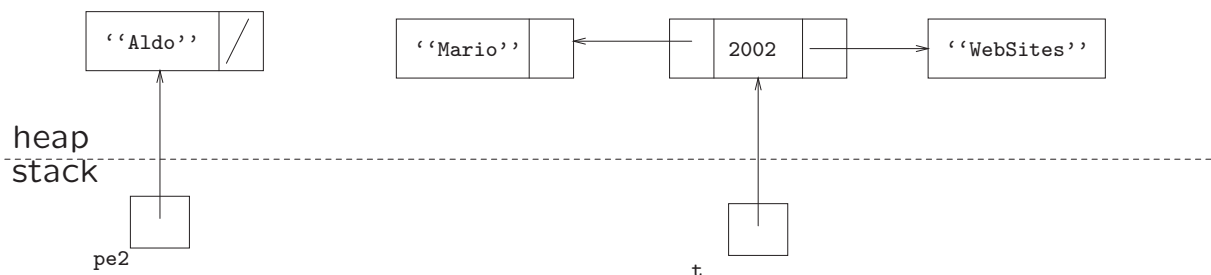 ‘‘Aldo’’
‘‘Mario’’
2002
‘‘WebSites’’
heap
stack
pe2
t